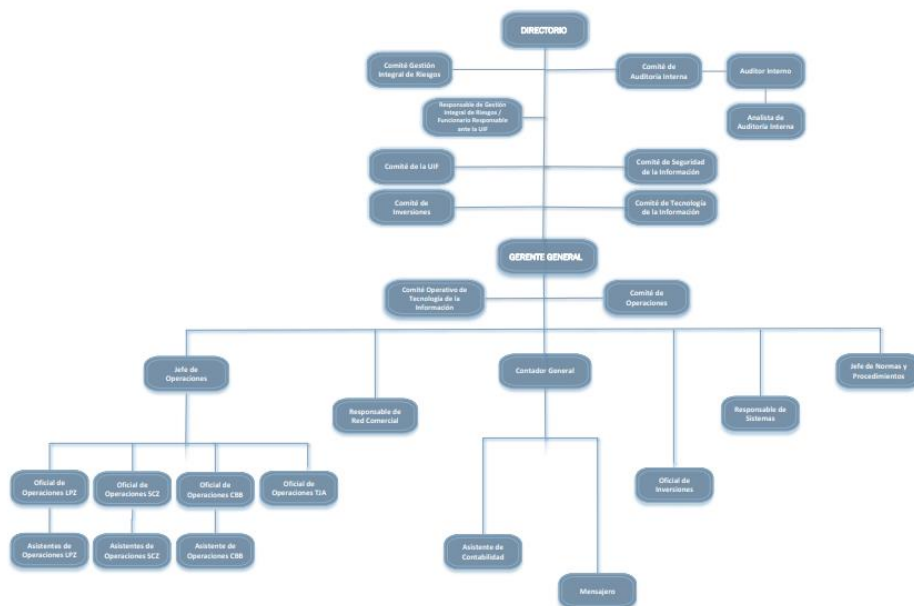 DIRECTORIO
Comité Gestión
Integral de Riesgos
Comité de
Auditoría Interna
Auditor Interno
Responsable de Gestión
Integral de Riesgos /
Funcionario Responsable
ante la UIF
Analista de
Auditoría Interna
Comité de la UIF
Comité de Seguridad
de la Información
Comité de
Inversiones
Comité de Tecnología
de la Información
GERENTE GENERAL
Comité Operativo de
Tecnología de la
Información
Comité de
Operaciones
Jefe de
Operaciones
Contador General
Jefe de Normas y
Procedimientos
Responsable de
Red Comercial
Responsable de
Sistemas
Oficial de
Operaciones LPZ
Oficial de
Operaciones SCZ
Oficial de
Operaciones CBB
Oficial de
Operaciones TJA
Oficial de
Inversiones
Asistentes de
Operaciones LPZ
Asistentes de
Operaciones SCZ
Asistente de
Operaciones CBB
Asistente de
Contabilidad
Mensajero